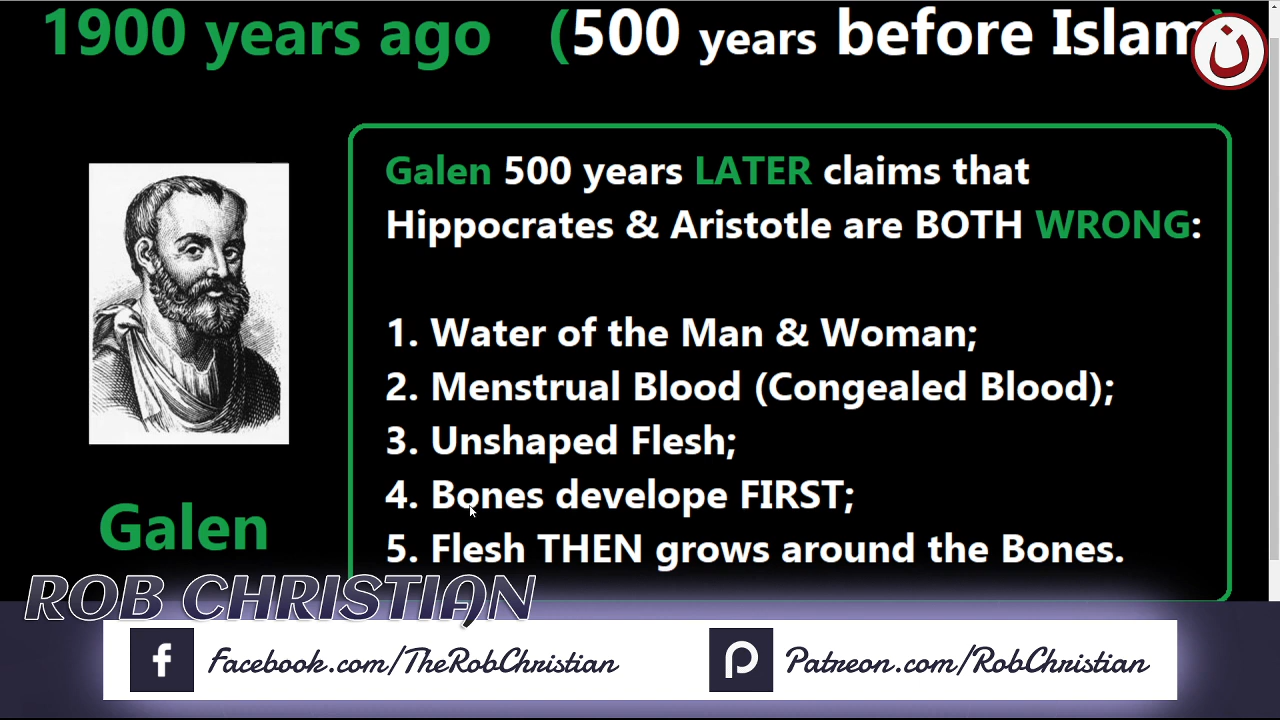 1900 years ago (500 years before Islam)
ن
Galen 500 years LATER claims that
Hippocrates & Aristotle are BOTH WRONG:
1. Water of the Man & Woman;
2. Menstrual Blood (Congealed Blood);
3. Unshaped Flesh;
4. Bones develope FIRST;
5. Flesh THEN grows around the Bones.
Galen
ROB CHRISTIAN
f Facebook.com/TheRobChristian
Patreon.com/RobChristian